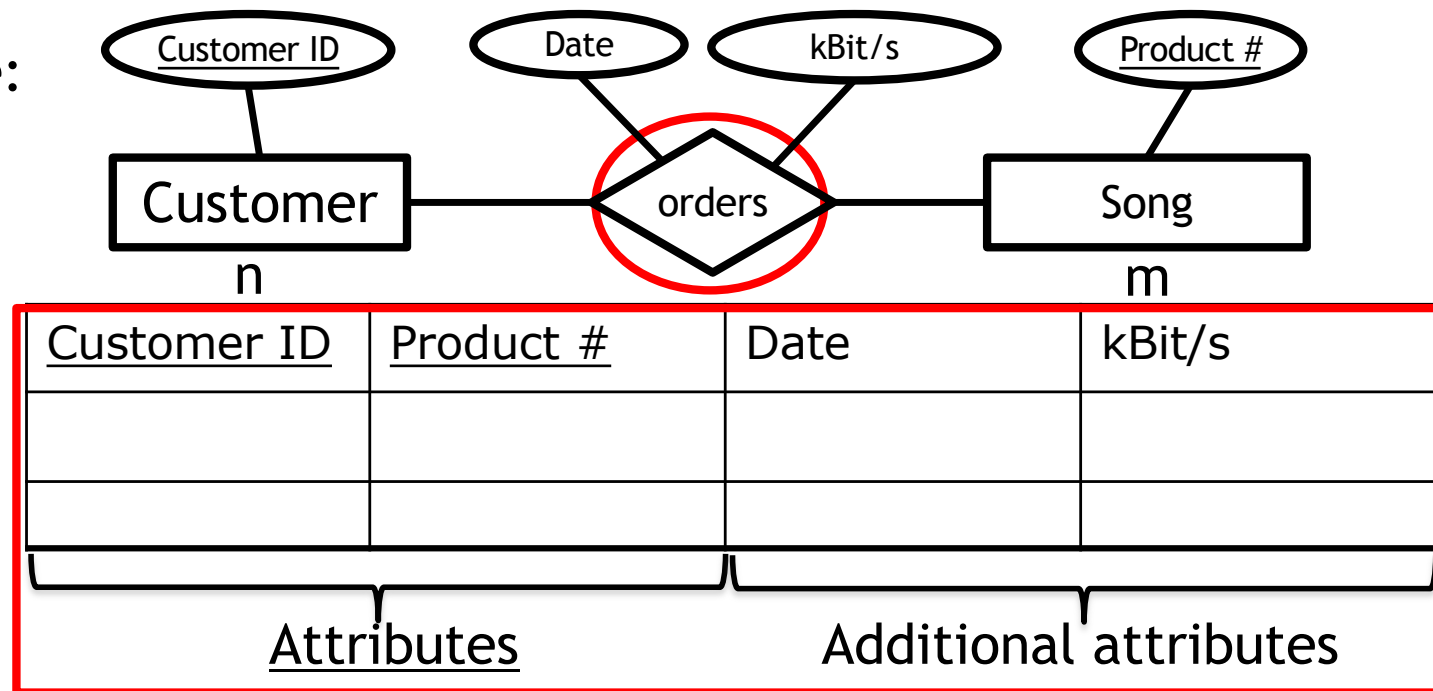 e:
Customer ID Date kBit/s Product #
Customer orders Song
n m
Customer ID Product # Date kBit/s
Attributes Additional attributes